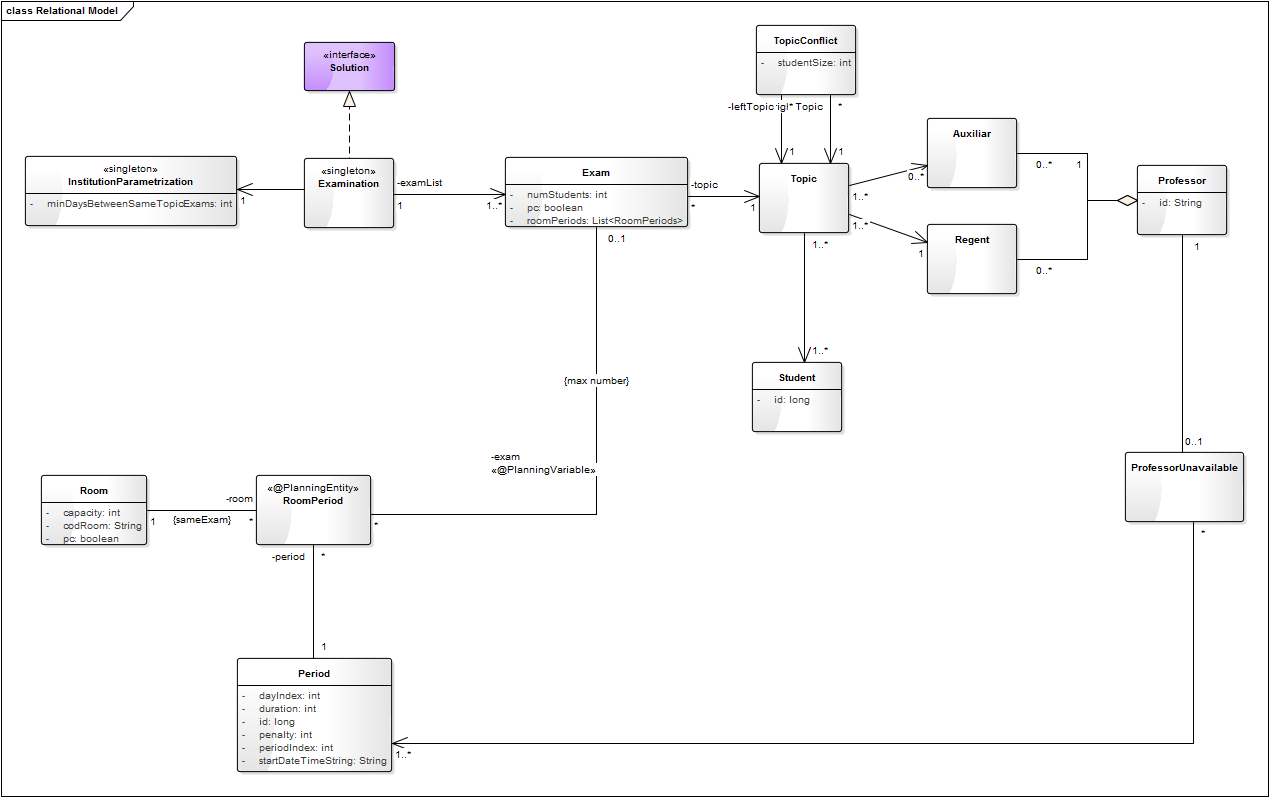 class Relational Model
«interface»
Solution
TopicConflict
- studentSize: int
-leftTopic
* Topic
*
1
1
«singleton»
InstitutionParametrization
- minDaysBetweenSameTopicExams: int
1
«singleton»
Examination
-examList
1
1..*
Exam
- numStudents: int
- pc: boolean
- roomPeriods: List<RoomPeriods>
0..1
-topic
*
1
Topic
1..*
0..*
1..*
1
1..*
Auxiliar
0..*
1
Regent
0..*
Professor
- id: String
1
1..*
Student
- id: long
{max number}
-exam
«@PlanningVariable»
0..1
ProfessorUnavailable
*
Room
- capacity: int
- codRoom: String
- pc: boolean
1
-room
{sameExam}
*
«@PlanningEntity»
RoomPeriod
*
-period
*
1
Period
- dayIndex: int
- duration: int
- id: long
- penalty: int
- periodIndex: int
- startDateTimeString: String
1..*